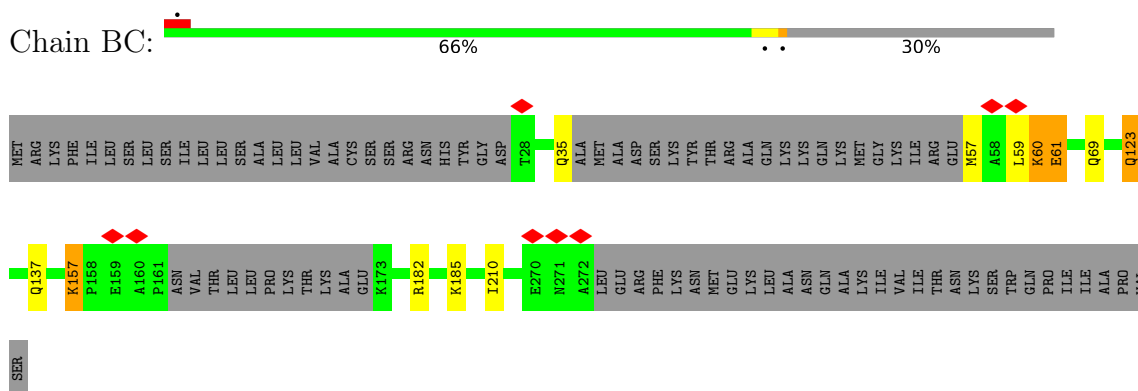 Chain BC:
66%
30%
MET ARG LYS PHE ILE LEU SER LEU SER ILE LEU LEU SER ALA LEU LEU VAL ALA CYS SER SER ARG ASN HIS TYR GLY ASP T28 Q35 ALA MET ALA ASP SER LYS TYR THR ARG ALA GLN LYS LYS GLN LYS MET GLY LYS ILE ARG GLU M57 A58 L59 K60 E61 Q69 Q123
Q137 K157 P158 E159 A160 P161 ASN VAL THR LEU LEU PRO LYS THR LYS ALA GLU K173 R182 K185 I210 E270 N271 A272 LEU GLU ARG PHE LYS ASN MET GLU LYS LEU ALA ASN GLN ALA LYS ILE VAL ILE THR ASN LYS SER TRP GLN PRO ILE ILE ALA PRO
SER